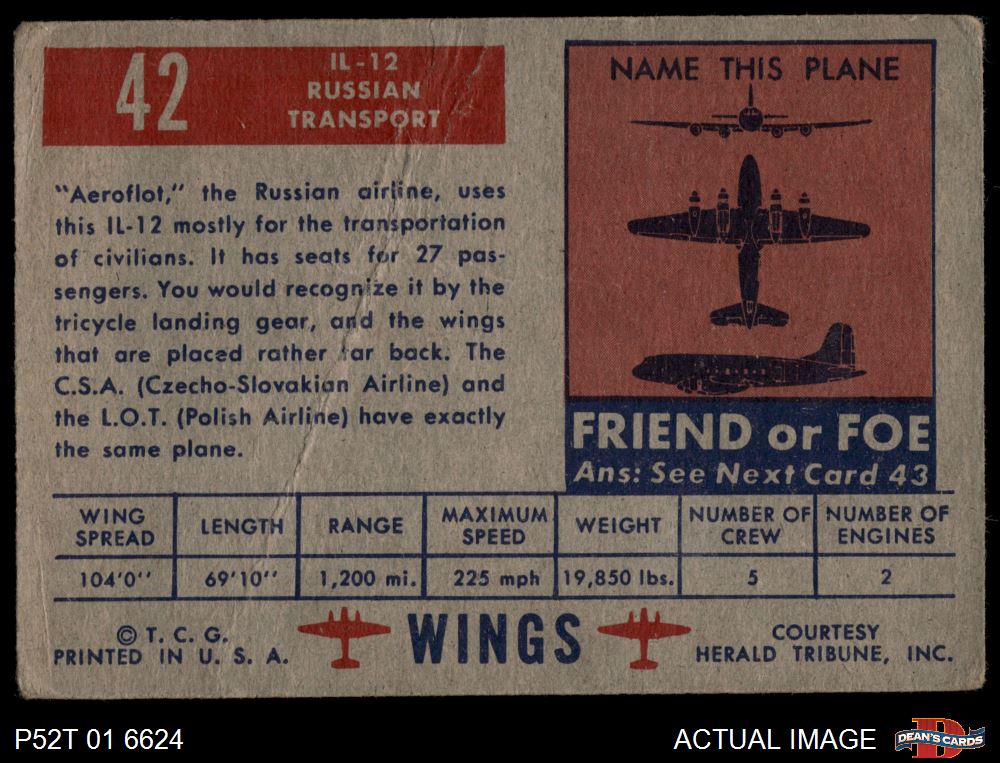 42
IL-12
RUSSIAN
TRANSPORT
"Aeroflot," the Russian airline, uses
this IL-12 mostly for the transportation
of civilians. It has seats for 27 pas-
sengers. You would recognize it by the
tricycle landing gear, and the wings
that are placed rather far back. The
C.S.A. (Czecho-Slovakian Airline) and
the L.O.T. (Polish Airline) have exactly
the same plane.
NAME THIS PLANE
FRIEND or FOE
Ans: See Next Card 43
WING SPREAD LENGTH RANGE MAXIMUM SPEED WEIGHT NUMBER OF CREW NUMBER OF ENGINES
104'0'' 69'10'' 1,200 mi. 225 mph 19,850 lbs. 5 2
© T. C. G.
PRINTED IN U. S. A.
WINGS
COURTESY
HERALD TRIBUNE, INC.
P52T 01 6624
ACTUAL IMAGE
D
DEAN'S CARDS